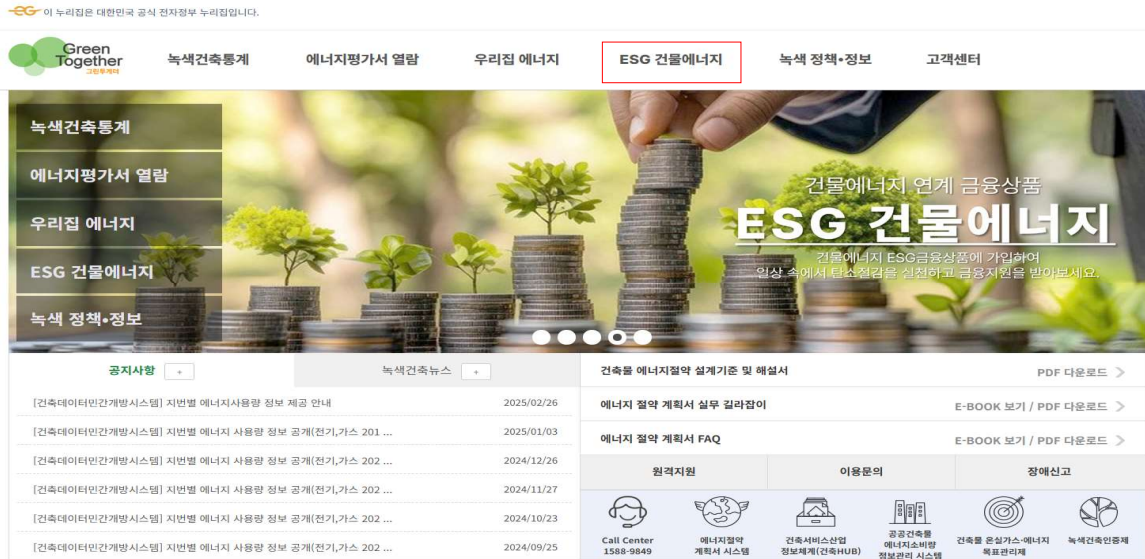 이 누리집은 대한민국 공식 전자정부 누리집입니다.
Green Together 그린투게더
녹색건축통계 에너지평가서 열람 우리집 에너지 ESG 건물에너지 녹색 정책•정보 고객센터
녹색건축통계
에너지평가서 열람
우리집 에너지
ESG 건물에너지
녹색 정책•정보
건물에너지 연계 금융상품
ESG 건물에너지
건물에너지 ESG금융상품에 가입하여
일상 속에서 탄소절감을 실천하고 금융지원을 받아보세요.
공지사항 + 녹색건축뉴스 +
[건축데이터민간개방시스템] 지번별 에너지사용량 정보 제공 안내 2025/02/26
[건축데이터민간개방시스템] 지번별 에너지 사용량 정보 공개(전기,가스 201 ... 2025/01/03
[건축데이터민간개방시스템] 지번별 에너지 사용량 정보 공개(전기,가스 202 ... 2024/12/26
[건축데이터민간개방시스템] 지번별 에너지 사용량 정보 공개(전기,가스 202 ... 2024/11/27
[건축데이터민간개방시스템] 지번별 에너지 사용량 정보 공개(전기,가스 202 ... 2024/10/23
[건축데이터민간개방시스템] 지번별 에너지 사용량 정보 공개(전기,가스 202 ... 2024/09/25
건축물 에너지절약 설계기준 및 해설서 PDF 다운로드
에너지 절약 계획서 실무 길라잡이 E-BOOK 보기 / PDF 다운로드
에너지 절약 계획서 FAQ E-BOOK 보기 / PDF 다운로드
원격지원 이용문의 장애신고
Call Center
1588-9849
에너지절약
계획서 시스템
건축서비스산업
정보체계(건축HUB)
공공건축물
에너지소비량
정보관리 시스템
건축물 온실가스·에너지
목표관리제
녹색건축인증제